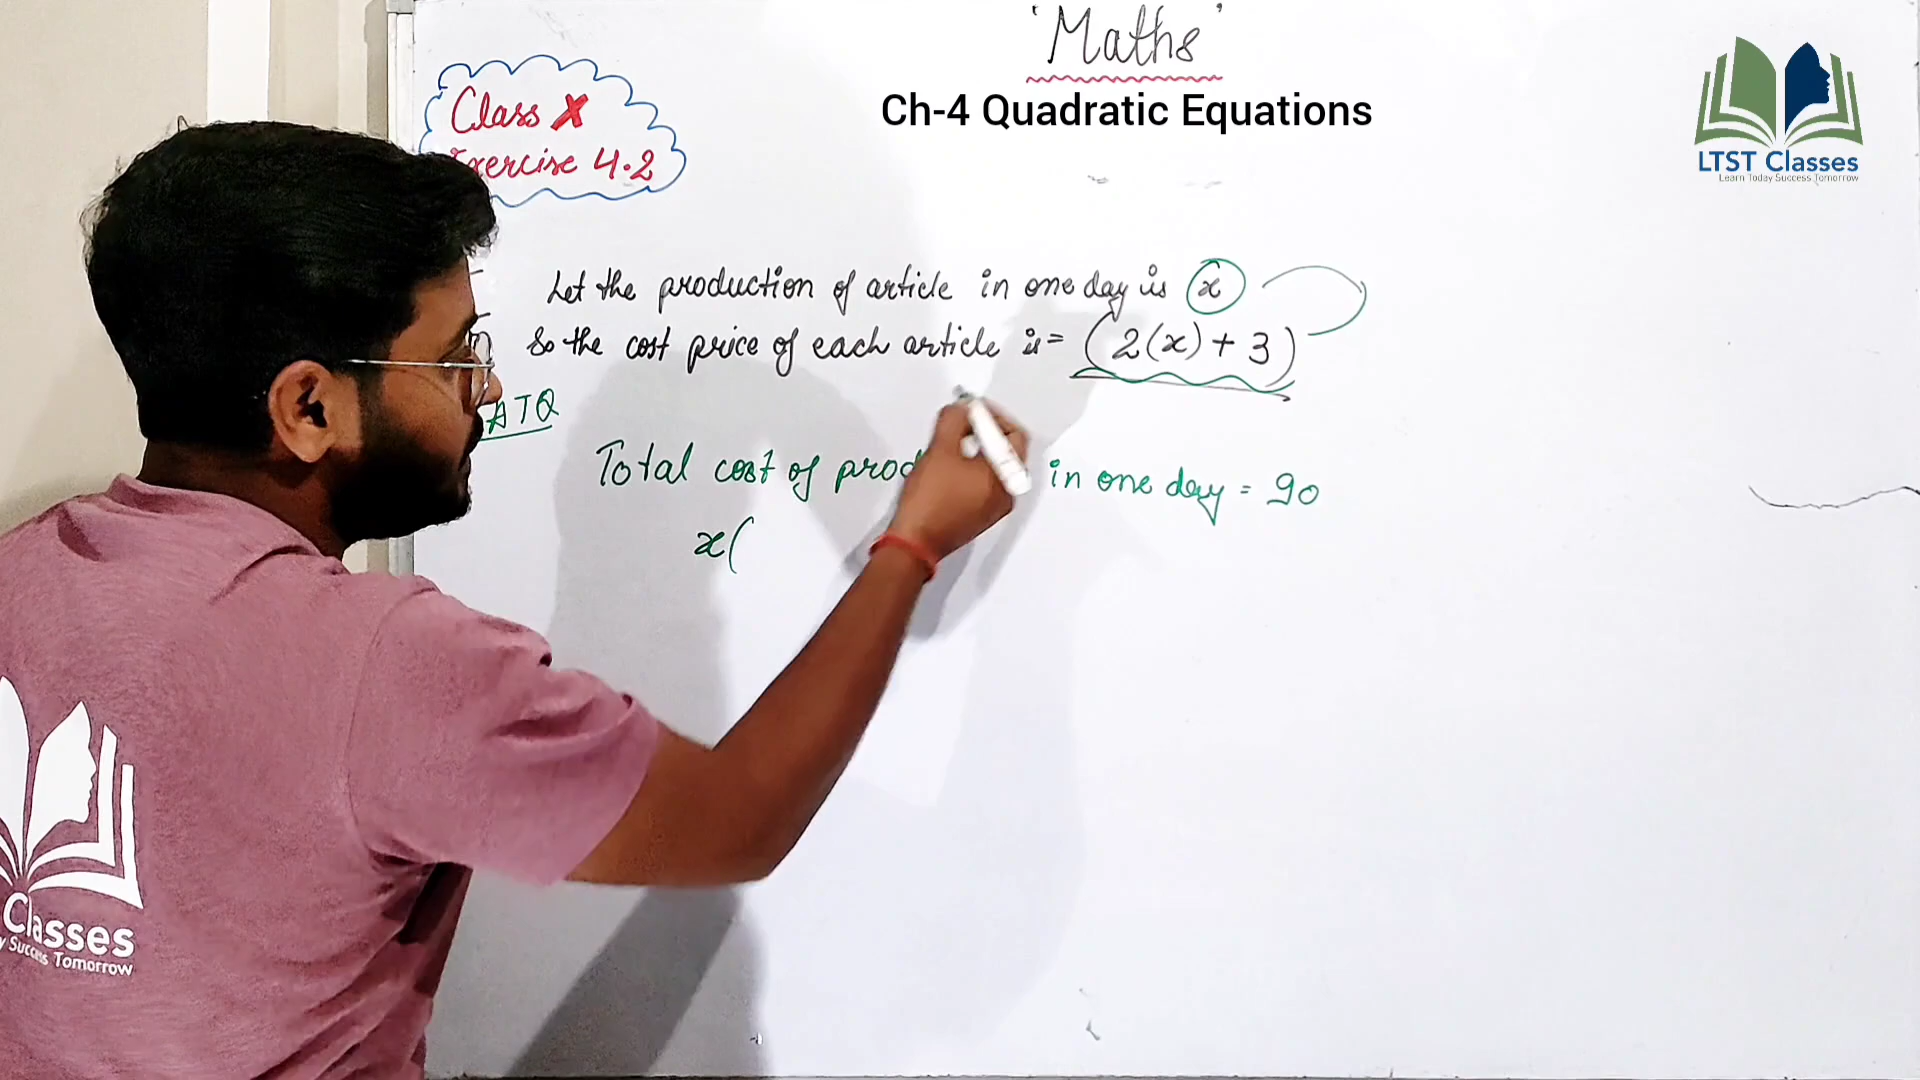 'Maths'
Ch-4 Quadratic Equations
Class X
Exercise 4.2
LTST Classes
Learn Today Success Tomorrow
Let the production of article in one day is x
So the cost price of each article is = (2(x) + 3)
ATQ
Total cost of in one day = 90
x(
Classes
Success Tomorrow